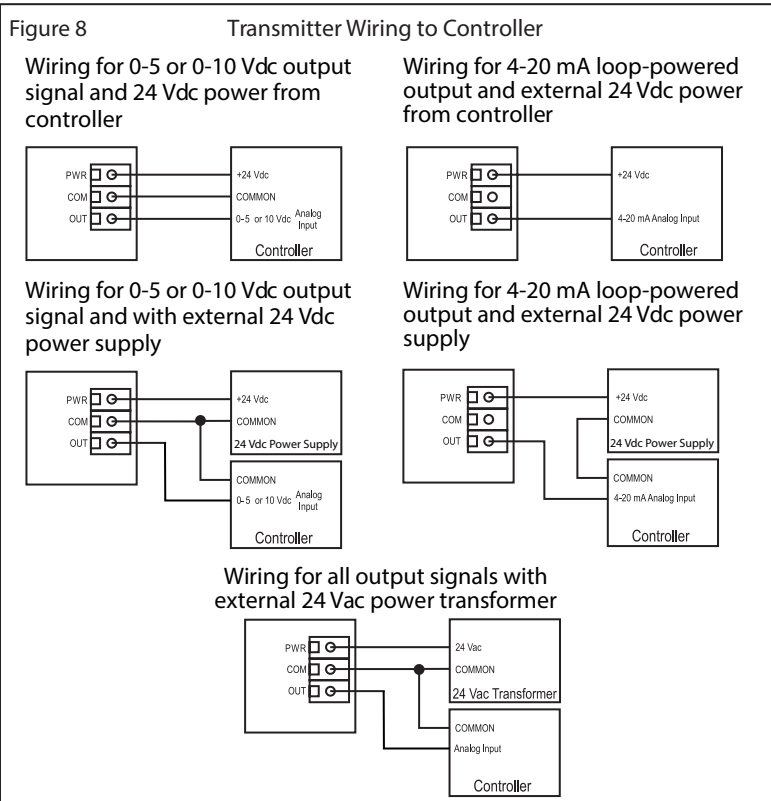 Figure 8
Transmitter Wiring to Controller
Wiring for 0-5 or 0-10 Vdc output
signal and 24 Vdc power from
controller
PWR
COM
OUT
+24 Vdc
COMMON
0-5 or 10 Vdc Analog
Input
Controller
Wiring for 4-20 mA loop-powered
output and external 24 Vdc power
from controller
PWR
COM
OUT
+24 Vdc
4-20 mA Analog Input
Controller
Wiring for 0-5 or 0-10 Vdc output
signal and with external 24 Vdc
power supply
PWR
COM
OUT
+24 Vdc
COMMON
24 Vdc Power Supply
COMMON
0-5 or 10 Vdc Analog
Input
Controller
Wiring for 4-20 mA loop-powered
output and external 24 Vdc power
supply
PWR
COM
OUT
+24 Vdc
COMMON
24 Vdc Power Supply
COMMON
4-20 mA Analog Input
Controller
Wiring for all output signals with
external 24 Vac power transformer
PWR
COM
OUT
24 Vac
COMMON
24 Vac Transformer
COMMON
Analog Input
Controller